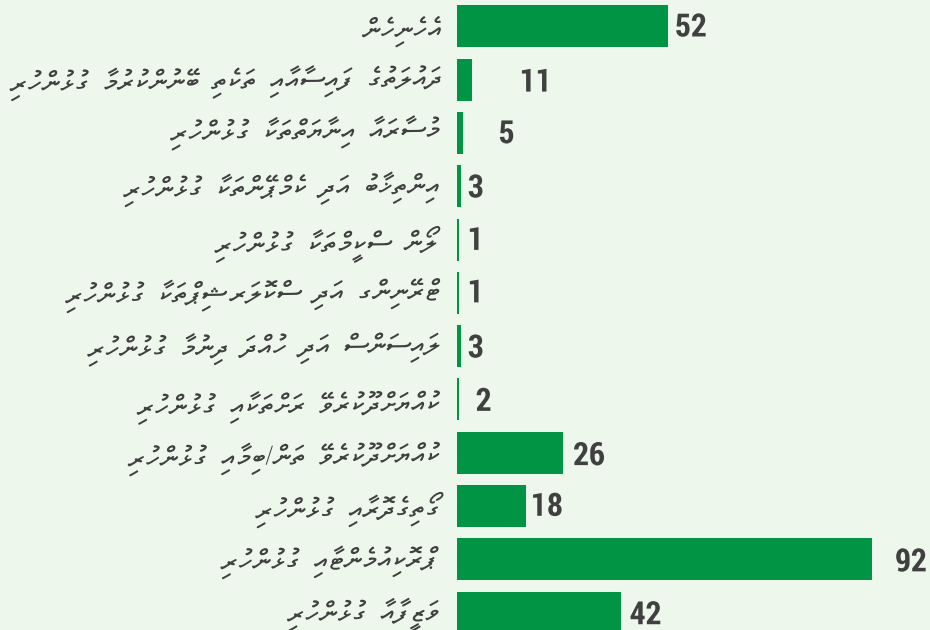 އެހެނިހެން 52
ދައުލަތުގެ ފައިސާއާއި ތަކެތި ބޭނުންކުރުމާ ގުޅުންހުރި 11
މުސާރައާ އިނާޔަތްތަކާ ގުޅުންހުރި 5
އިންތިޚާބު އަދި ކެމްޕޭންތަކާ ގުޅުންހުރި 3
ލޯން ސްކީމްތަކާ ގުޅުންހުރި 1
ޓްރޭނިންގ އަދި ސްކޮލަރޝިޕްތަކާ ގުޅުންހުރި 1
ލައިސަންސް އަދި ހުއްދަ ދިނުމާ ގުޅުންހުރި 3
ކުއްޔަށްދޫކުރެވޭ ރަށްތަކާއި ގުޅުންހުރި 2
ކުއްޔަށްދޫކުރެވޭ ތަން/ބިމާއި ގުޅުންހުރި 26
ގޯތިގެދޮރާއި ގުޅުންހުރި 18
ޕްރޮކިއުމެންޓާއި ގުޅުންހުރި 92
ވަޒީފާއާ ގުޅުންހުރި 42